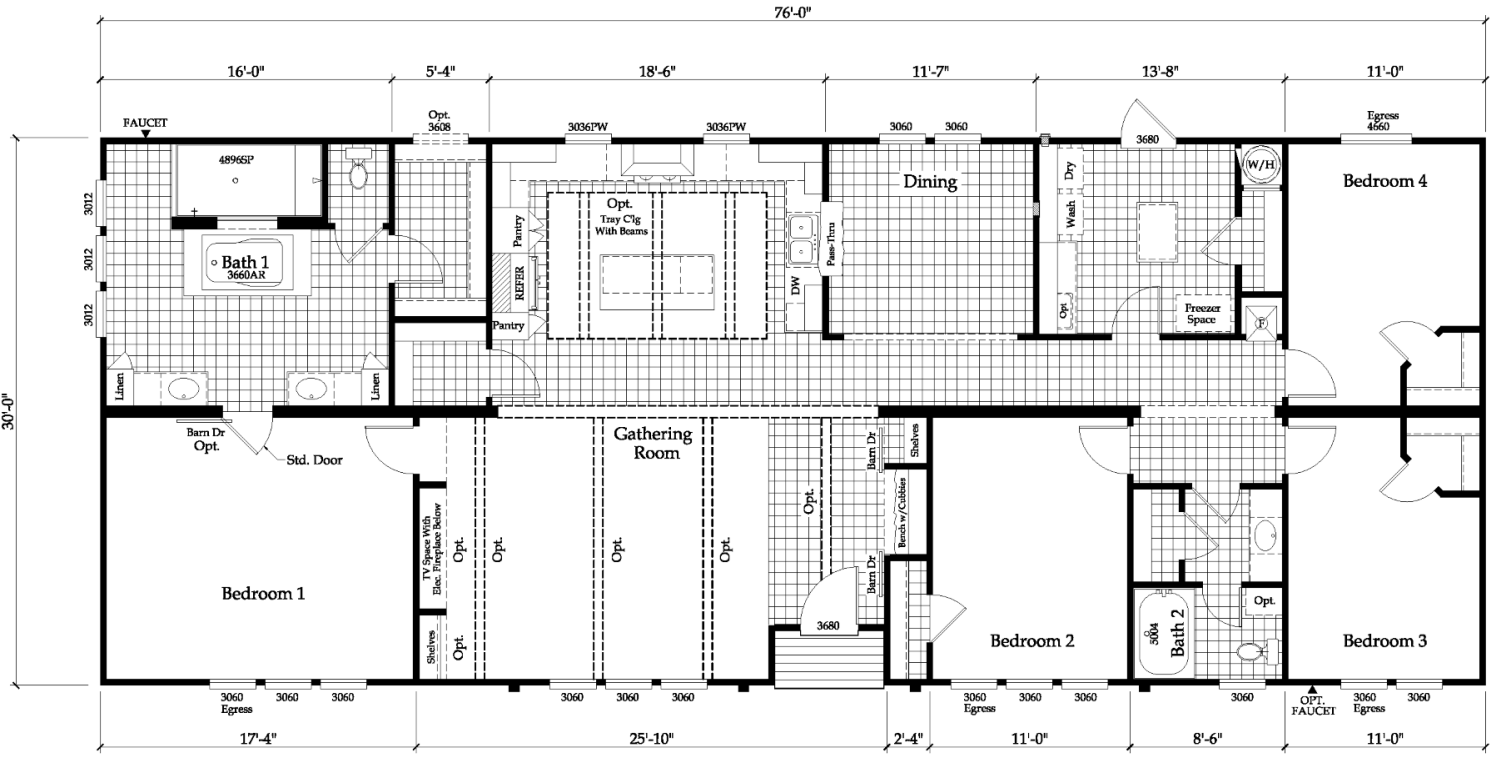 76'-0"
16'-0"
5'-4"
18'-6"
11'-7"
13'-8"
11'-0"
30'-0"
FAUCET
Opt.
3608
3036PW
3036PW
3060
3060
3680
Egress
4660
4896SP
3012
3012
3012
Bath 1
3660AR
Linen
Linen
Pantry
REFER
Pantry
Opt.
Tray C'lg
With Beams
DW
Pass-Thru
Dining
Dry
Wash
Opt
Freezer
Space
W/H
F
Bedroom 4
Barn Dr
Opt.
Std. Door
Bedroom 1
TV Space With
Elec. Fireplace Below
Shelves
Opt.
Opt.
Opt.
Gathering
Room
Opt.
Opt.
Opt.
Barn Dr
Shelves
Bench w/Cubbies
Barn Dr
3680
Bedroom 2
5004
Bath 2
Opt.
Bedroom 3
3060
3060
3060
Egress
3060
3060
3060
3060
3060
3060
Egress
3060
OPT.
FAUCET
3060
3060
Egress
17'-4"
25'-10"
2'-4"
11'-0"
8'-6"
11'-0"